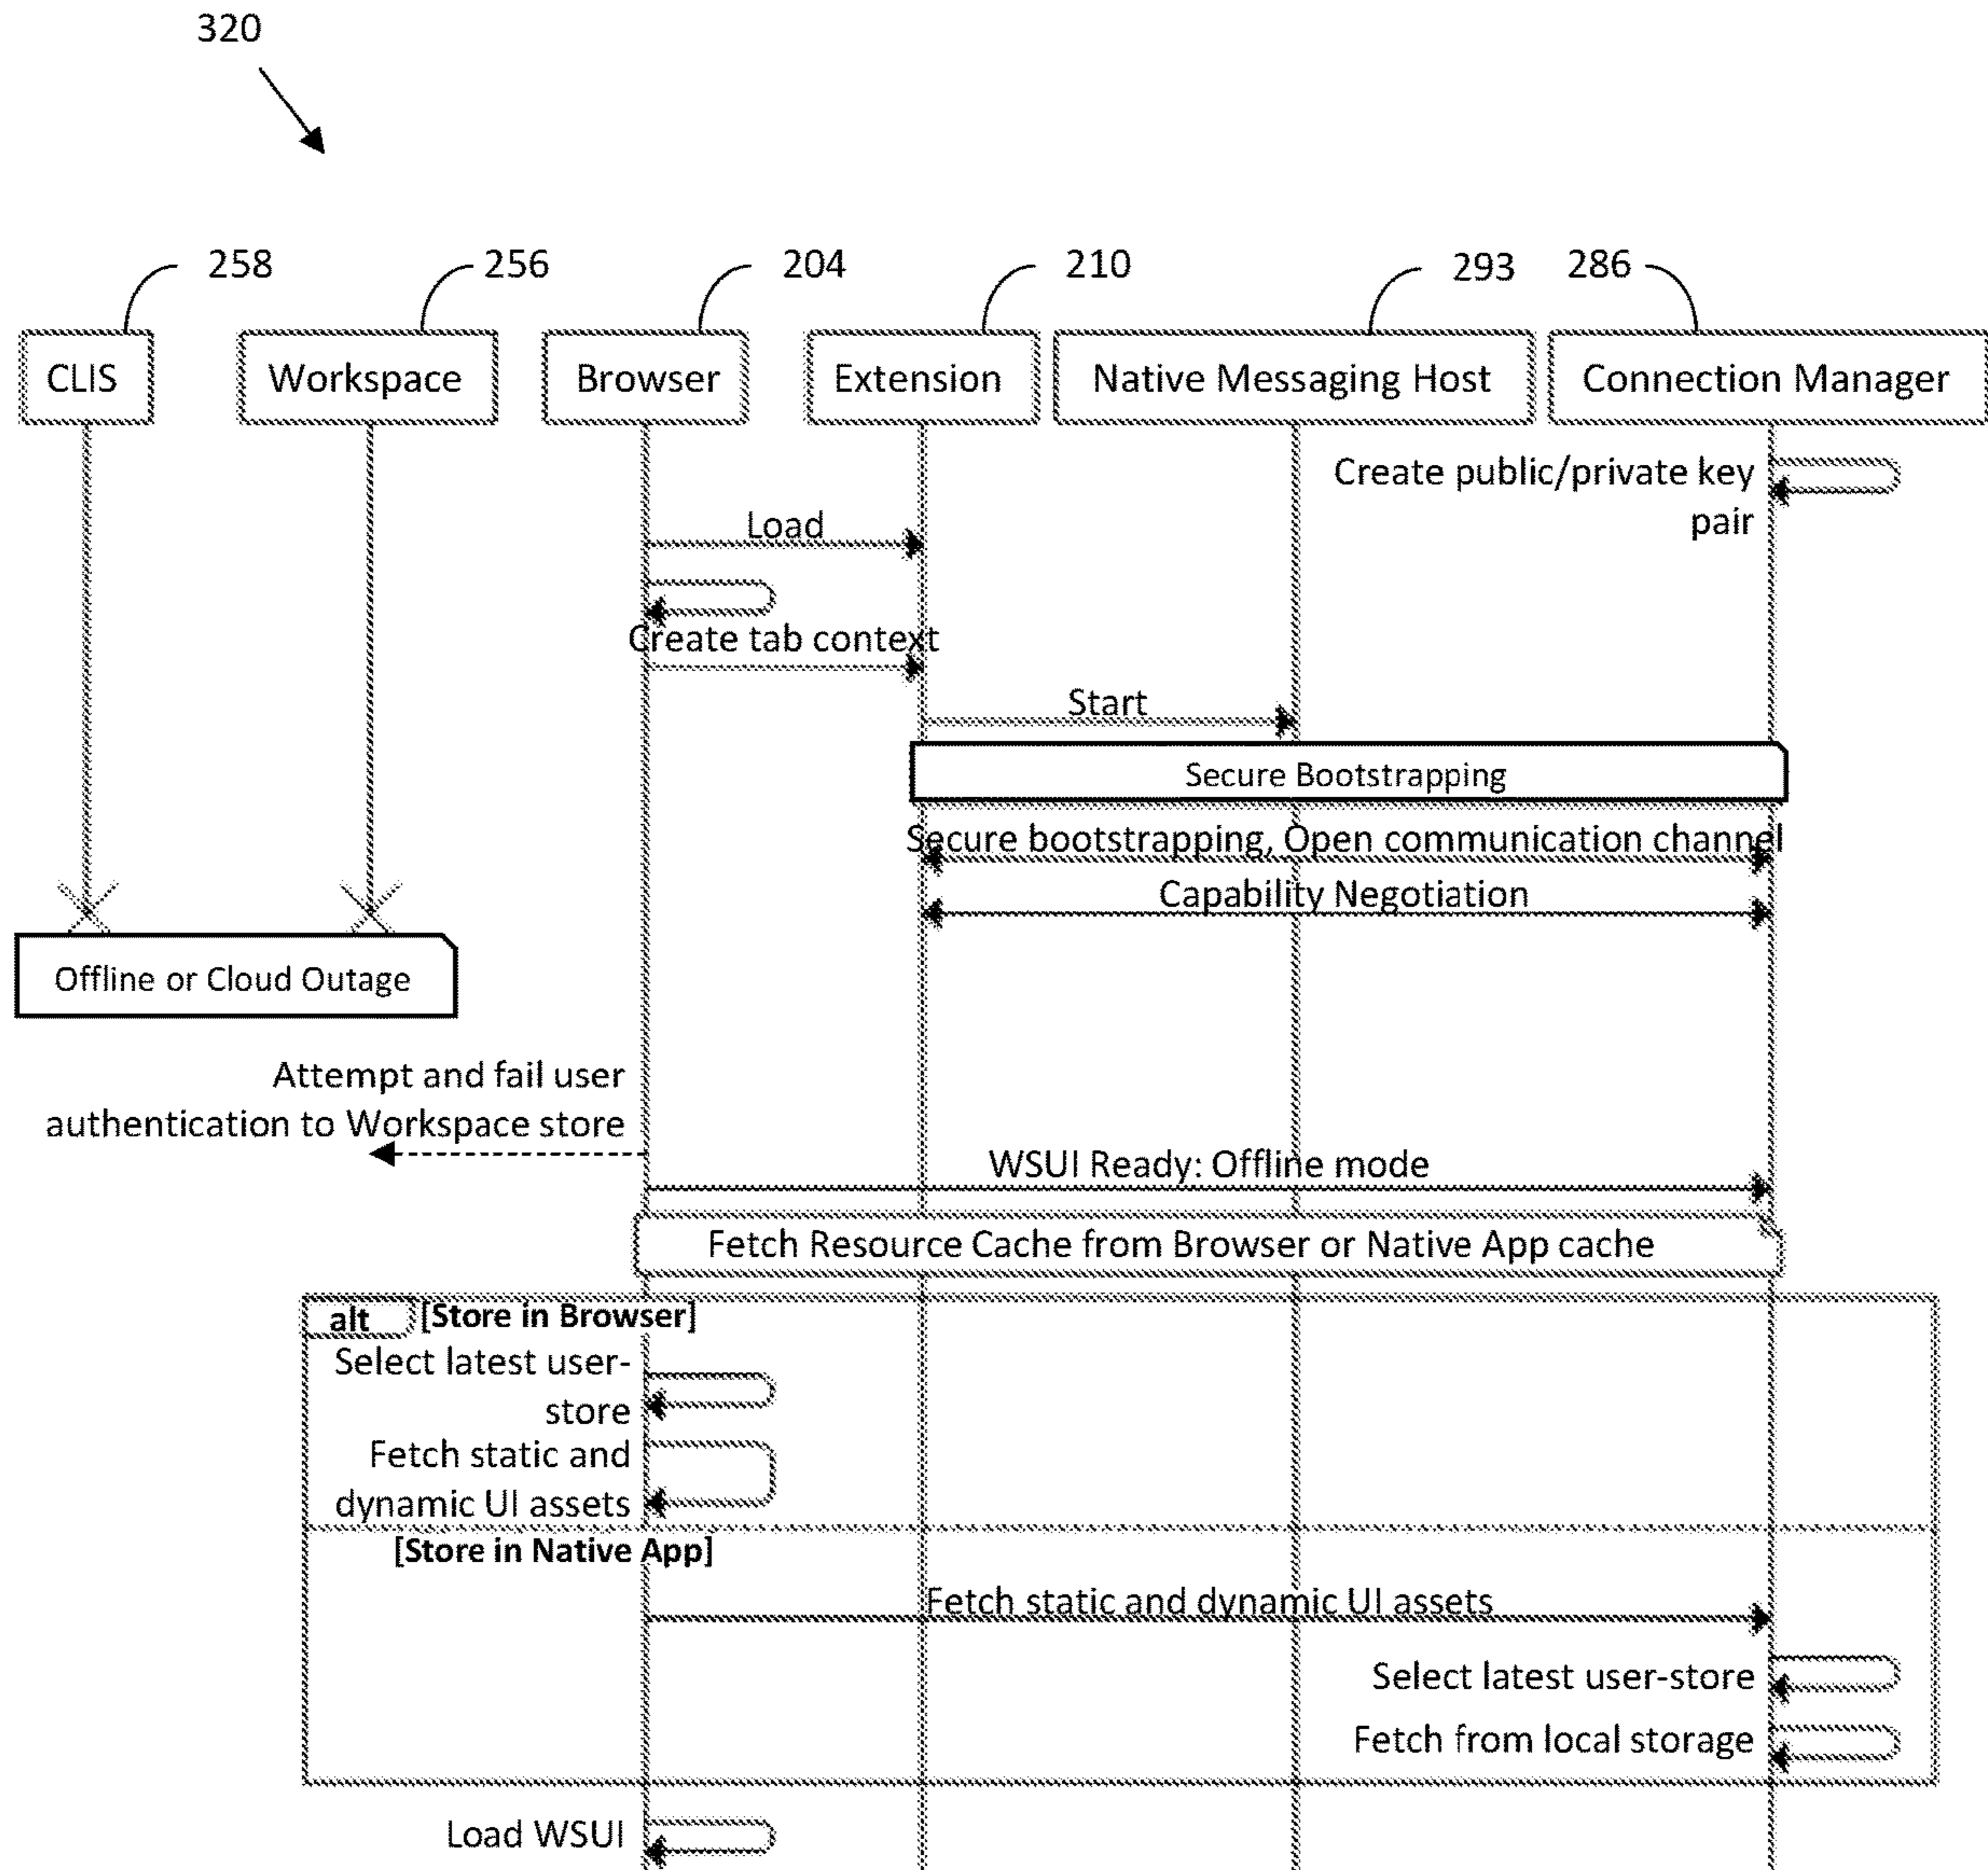 320
258
256
204
210
293
286
CLIS
Workspace
Browser
Extension
Native Messaging Host
Connection Manager
Create public/private key
pair
Load
Create tab context
Start
Secure Bootstrapping
Secure bootstrapping, Open communication channel
Capability Negotiation
Offline or Cloud Outage
Attempt and fail user
authentication to Workspace store
WSUI Ready: Offline mode
Fetch Resource Cache from Browser or Native App cache
alt
[Store in Browser]
Select latest user-
store
Fetch static and
dynamic UI assets
[Store in Native App]
Fetch static and dynamic UI assets
Select latest user-store
Fetch from local storage
Load WSUI